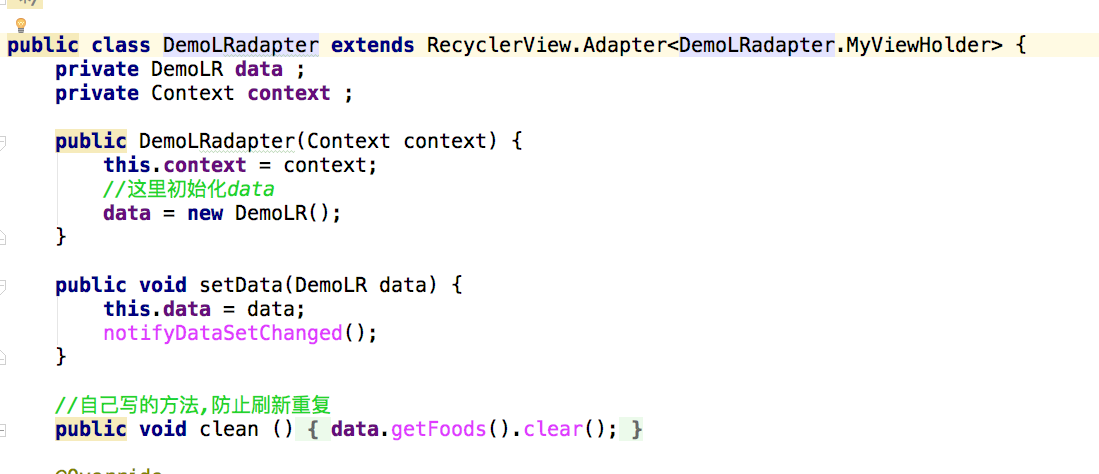 public class DemoLRadapter extends RecyclerView.Adapter<DemoLRadapter.MyViewHolder> {
private DemoLR data ;
private Context context ;
public DemoLRadapter(Context context) {
this.context = context;
//这里初始化data
data = new DemoLR();
}
public void setData(DemoLR data) {
this.data = data;
notifyDataSetChanged();
}
//自己写的方法,防止刷新重复
public void clean () { data.getFoods().clear(); }
@Override